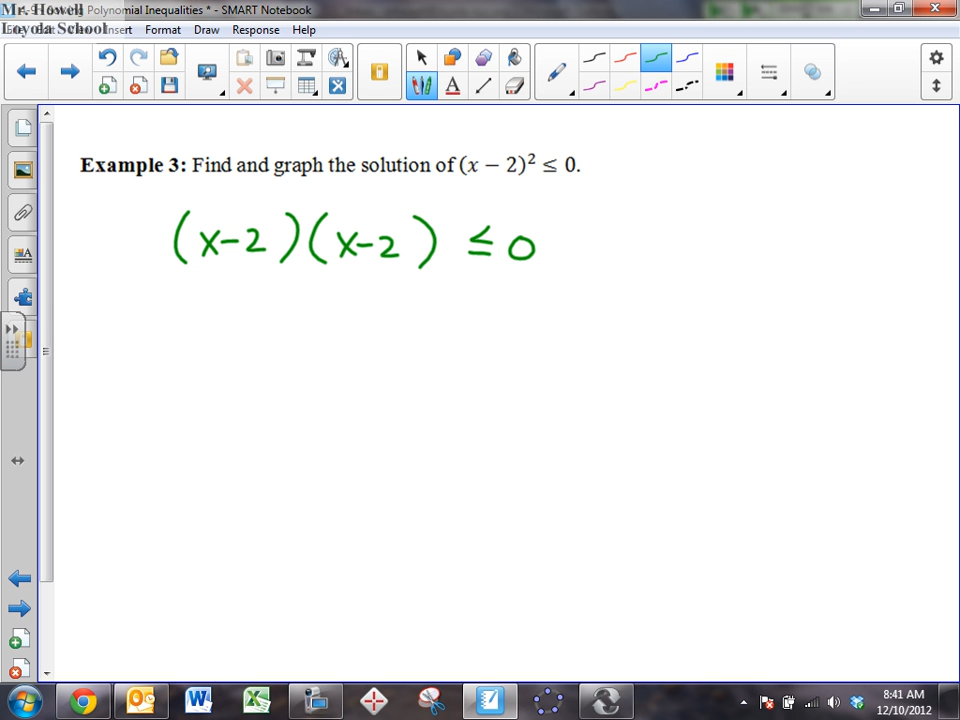 Mr. Howell
Loyola School
Polynomial Inequalities * - SMART Notebook
Insert Format Draw Response Help
Example 3: Find and graph the solution of (x − 2)² ≤ 0.
(x-2)(x-2) ≤ 0
8:41 AM
12/10/2012